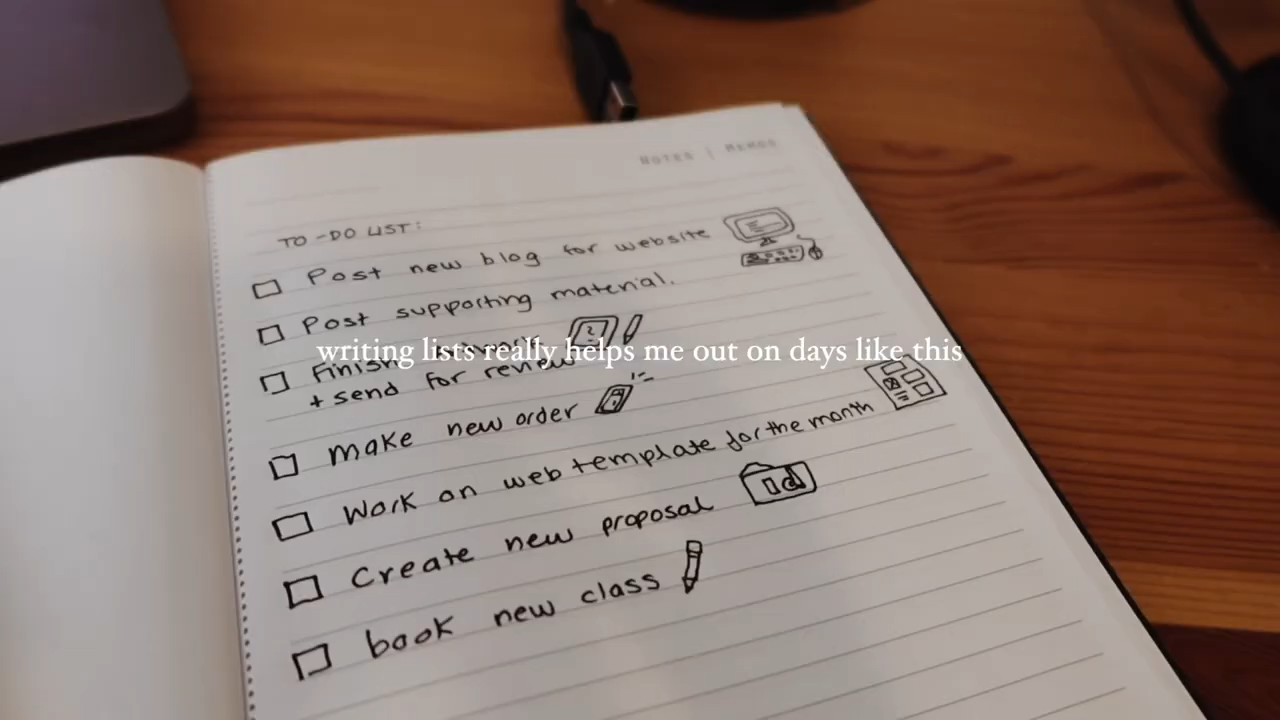 NOTES | MEMOS
TO-DO LIST:
Post new blog for website
Post supporting material.
writing lists really helps me out on days like this
Finish
+ send for review
make new order
Work on web template for the month
Create new proposal
book new class